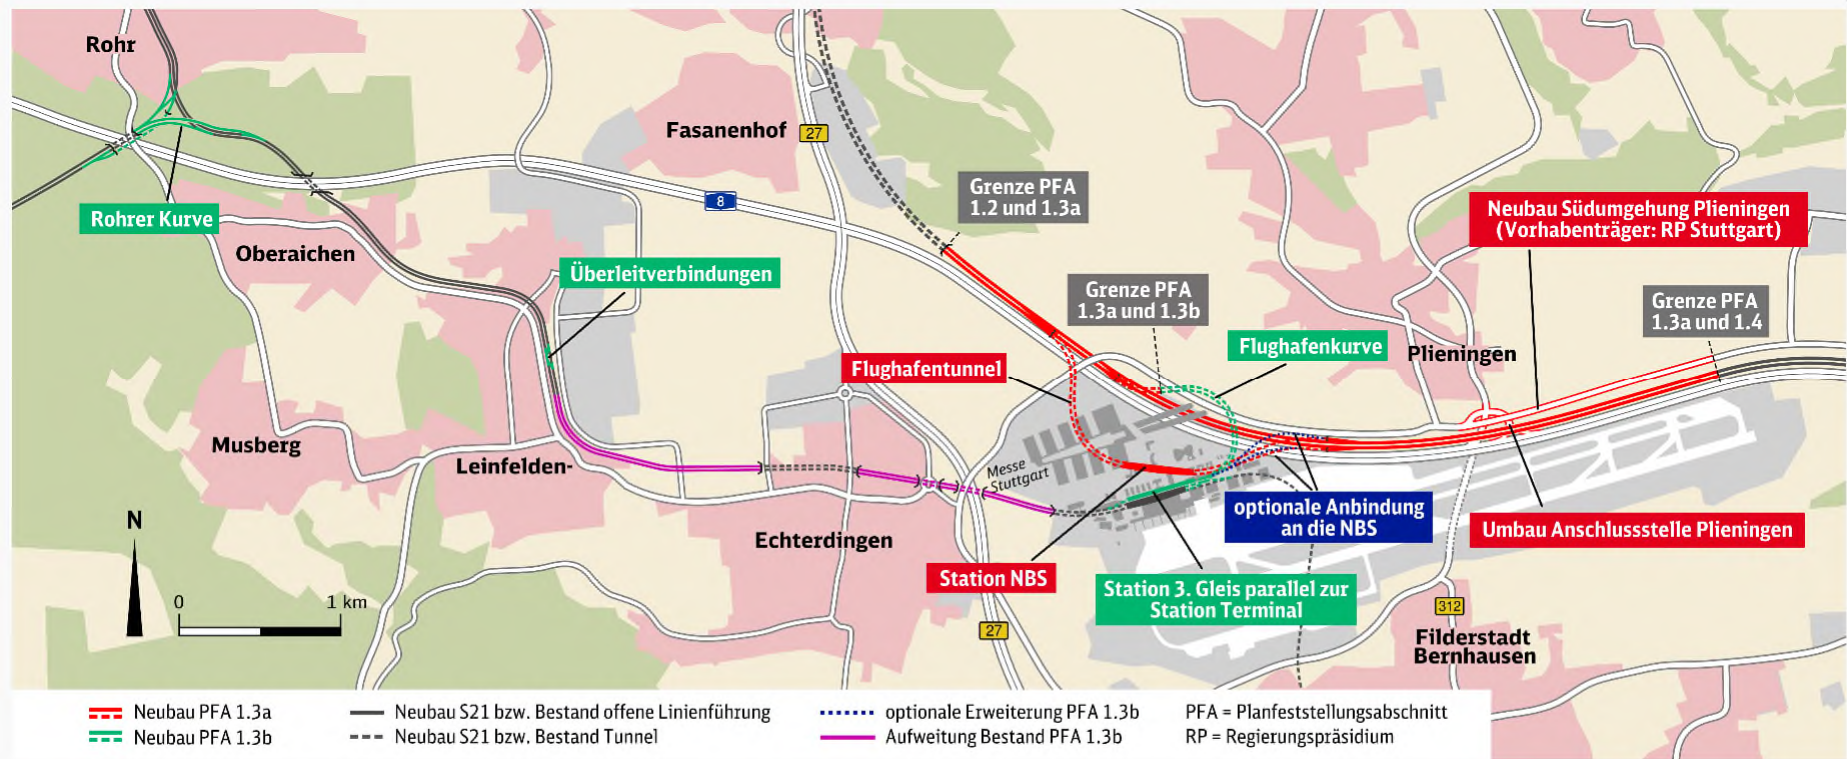 Rohr
Fasanenhof
27
8
Grenze PFA
1.2 und 1.3a
Neubau Südumgehung Plieningen
(Vorhabenträger: RP Stuttgart)
Rohrer Kurve
Oberaichen
Überleitverbindungen
Grenze PFA
1.3a und 1.3b
Grenze PFA
1.3a und 1.4
Flughafenkurve
Plieningen
Flughafentunnel
Musberg
Leinfelden-
Messe
Stuttgart
optionale Anbindung
an die NBS
Umbau Anschlussstelle Plieningen
N
Echterdingen
Station NBS
Station 3. Gleis parallel zur
Station Terminal
0
1 km
27
312
Filderstadt
Bernhausen
Neubau PFA 1.3a
Neubau PFA 1.3b
Neubau S21 bzw. Bestand offene Linienführung
Neubau S21 bzw. Bestand Tunnel
optionale Erweiterung PFA 1.3b
Aufweitung Bestand PFA 1.3b
PFA = Planfeststellungsabschnitt
RP = Regierungspräsidium